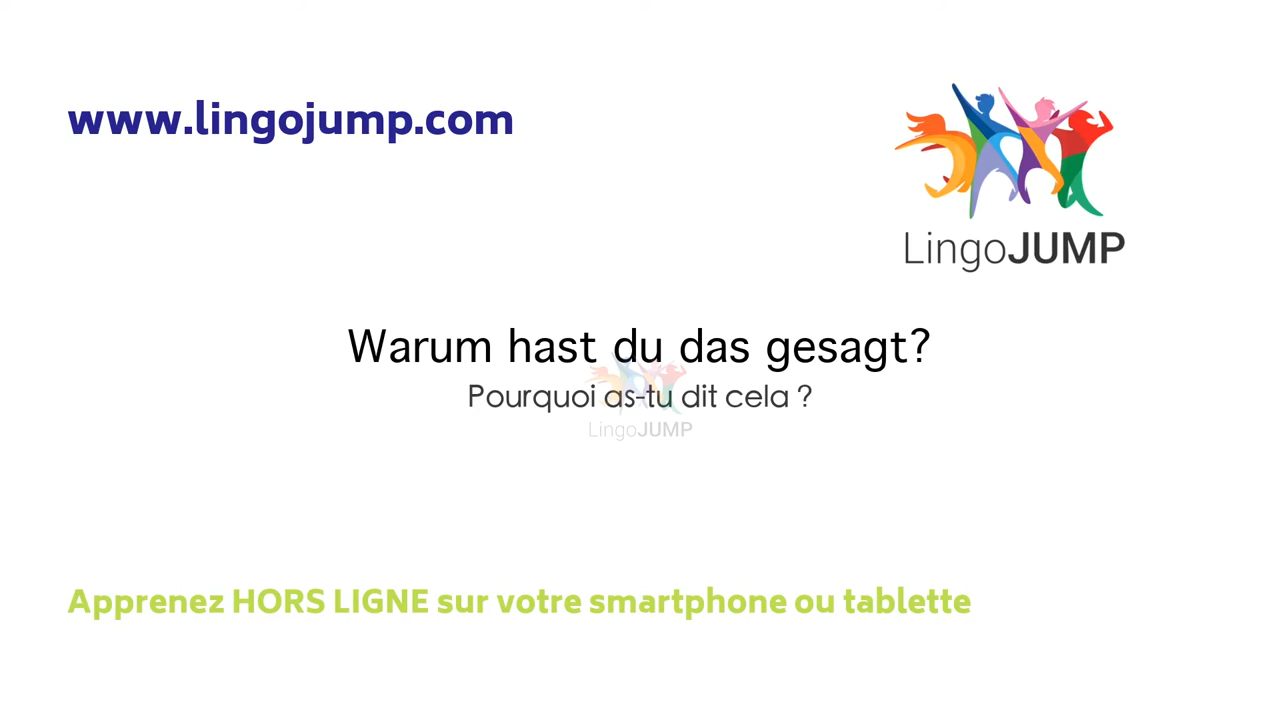 www.lingojump.com
LingoJUMP
Warum hast du das gesagt?
Pourquoi as-tu dit cela ?
LingoJUMP
Apprenez HORS LIGNE sur votre smartphone ou tablette